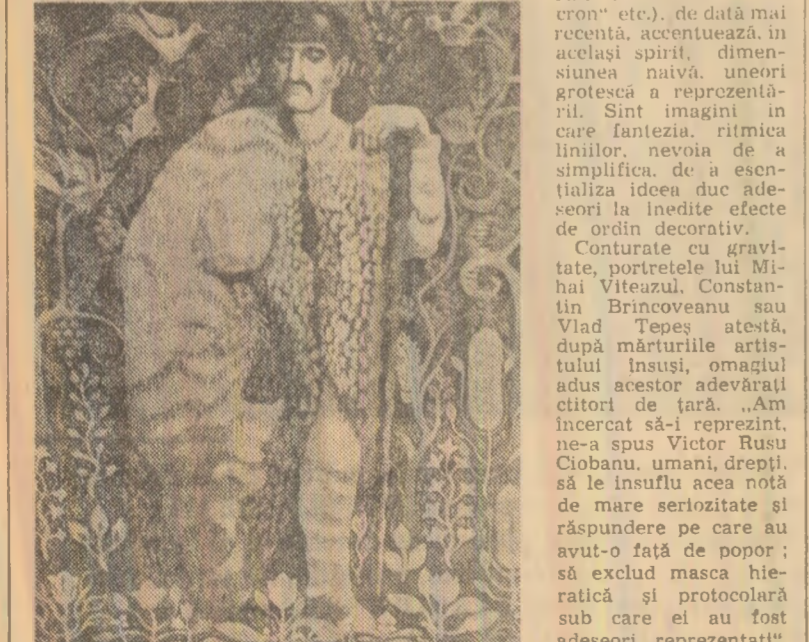 cron“ etc.), de dată mai
recentă, accentuează, in
același spirit, dimen-
siunea naivă, uneori
grotescă a reprezentă-
rii. Sint imagini in
care fantezia, ritmica
liniilor, nevoia de a
simplifica, de a esen-
țializa ideea duc ade-
seori la inedite efecte
de ordin decorativ.
Conturate cu gravi-
tate, portretele lui Mi-
hai Viteazul, Constan-
tin Brîncoveanu sau
Vlad Țepeș atestă,
după mărturiile artis-
tului însuși, omagiul
adus acestor adevărați
ctitori de țară. „Am
încercat să-i reprezint,
ne-a spus Victor Rusu
Ciobanu, umani, drepți,
să le insuflu acea notă
de mare seriozitate și
răspundere pe care au
avut-o față de popor ;
să exclud masca hie-
ratică și protocolară
sub care ei au fost
adeseori reprezentați“.